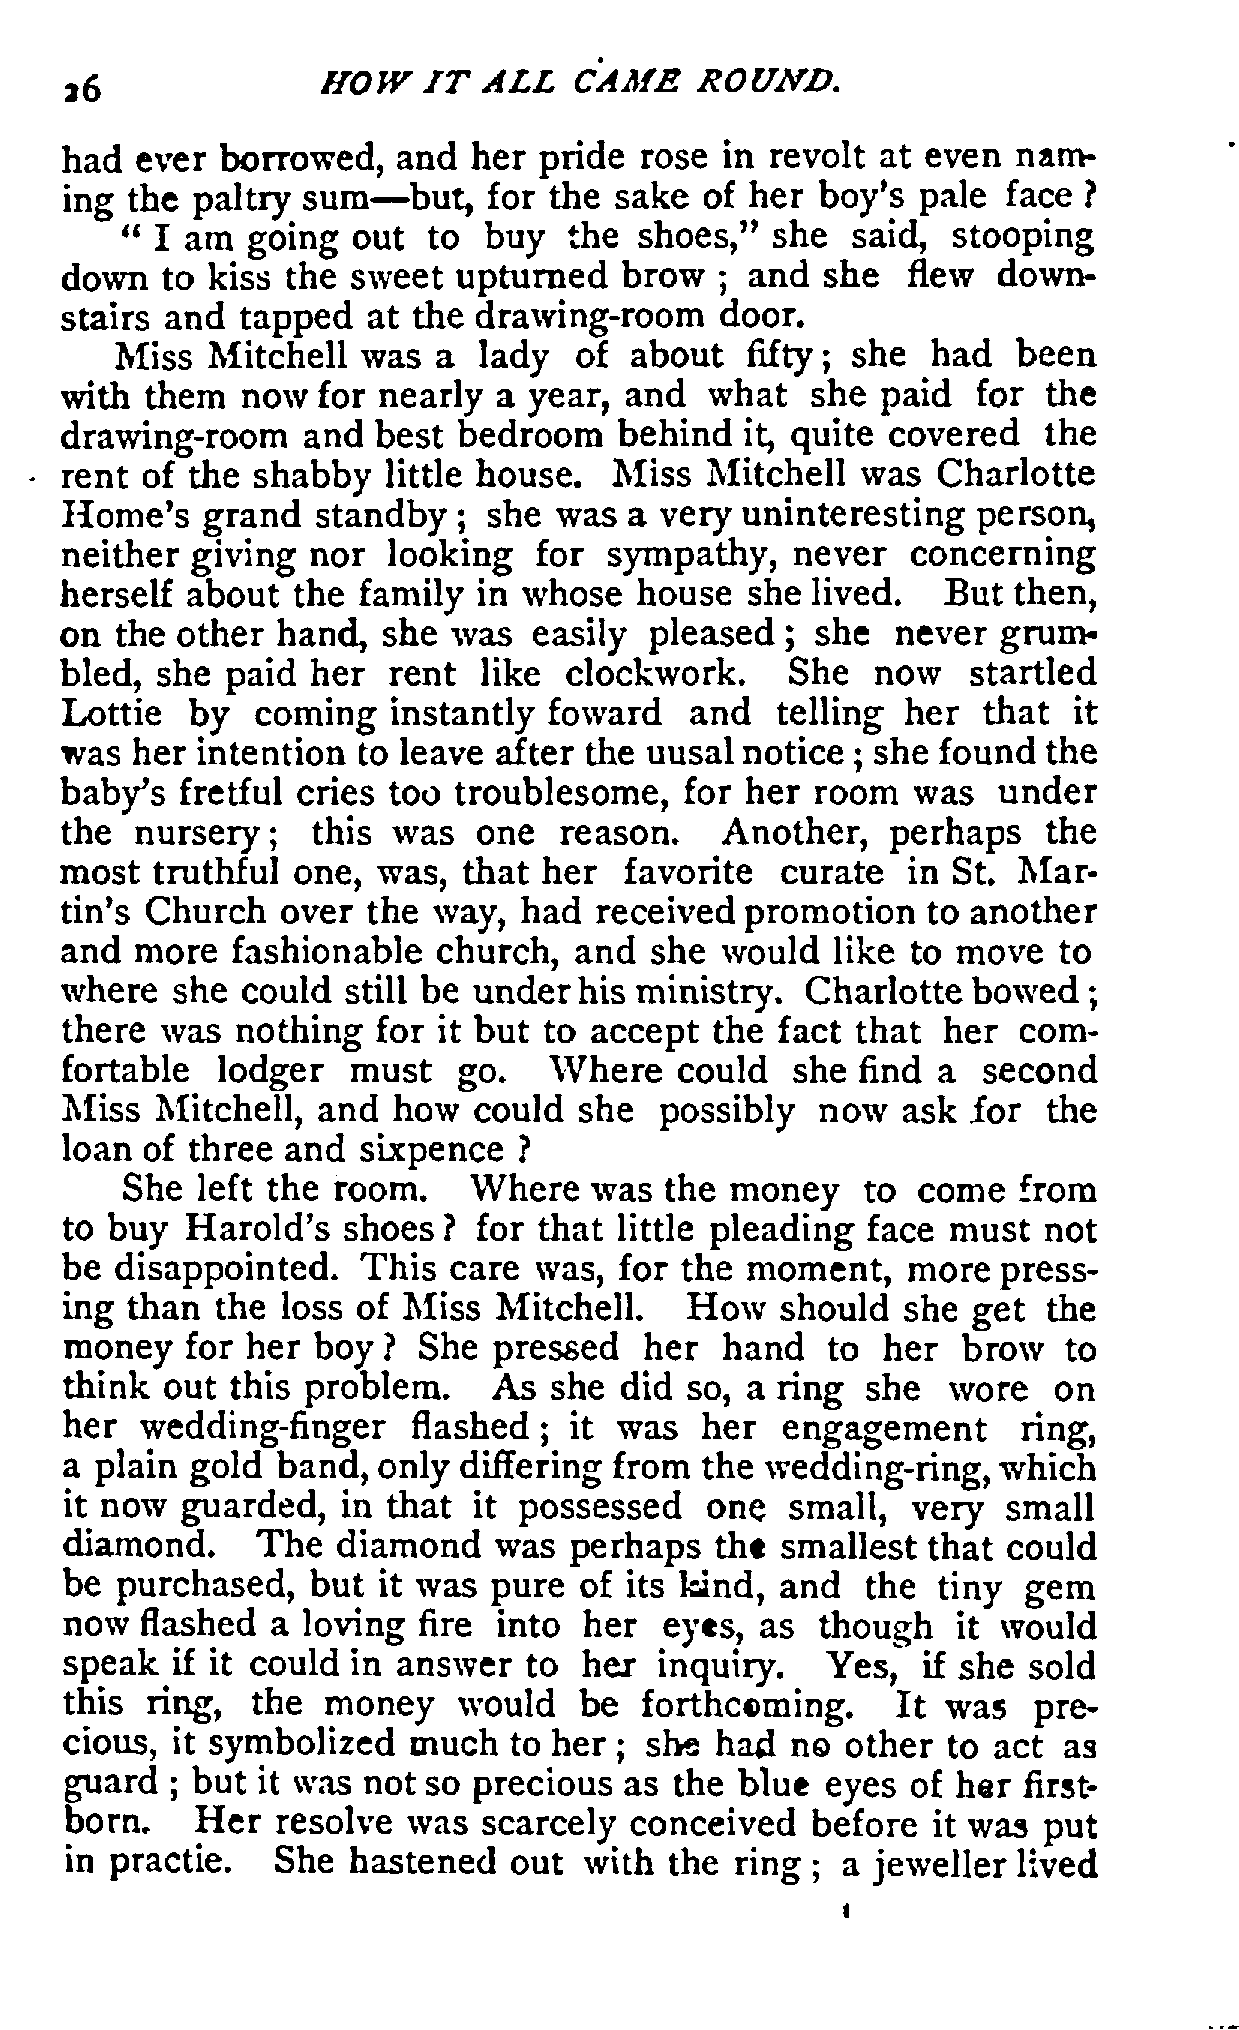 26 HOW IT ALL CAME ROUND.
had ever borrowed, and her pride rose in revolt at even nam-
ing the paltry sum—but, for the sake of her boy's pale face?
"I am going out to buy the shoes," she said, stooping
down to kiss the sweet upturned brow; and she flew down-
stairs and tapped at the drawing-room door.
Miss Mitchell was a lady of about fifty; she had been
with them now for nearly a year, and what she paid for the
drawing-room and best bedroom behind it, quite covered the
rent of the shabby little house. Miss Mitchell was Charlotte
Home's grand standby; she was a very uninteresting person,
neither giving nor looking for sympathy, never concerning
herself about the family in whose house she lived. But then,
on the other hand, she was easily pleased; she never grum-
bled, she paid her rent like clockwork. She now startled
Lottie by coming instantly foward and telling her that it
was her intention to leave after the uusal notice; she found the
baby's fretful cries too troublesome, for her room was under
the nursery; this was one reason. Another, perhaps the
most truthful one, was, that her favorite curate in St. Mar-
tin's Church over the way, had received promotion to another
and more fashionable church, and she would like to move to
where she could still be under his ministry. Charlotte bowed;
there was nothing for it but to accept the fact that her com-
fortable lodger must go. Where could she find a second
Miss Mitchell, and how could she possibly now ask for the
loan of three and sixpence?
She left the room. Where was the money to come from
to buy Harold's shoes? for that little pleading face must not
be disappointed. This care was, for the moment, more press-
ing than the loss of Miss Mitchell. How should she get the
money for her boy? She pressed her hand to her brow to
think out this problem. As she did so, a ring she wore on
her wedding-finger flashed; it was her engagement ring,
a plain gold band, only differing from the wedding-ring, which
it now guarded, in that it possessed one small, very small
diamond. The diamond was perhaps the smallest that could
be purchased, but it was pure of its kind, and the tiny gem
now flashed a loving fire into her eyes, as though it would
speak if it could in answer to her inquiry. Yes, if she sold
this ring, the money would be forthcoming. It was pre-
cious, it symbolized much to her; she had no other to act as
guard; but it was not so precious as the blue eyes of her first-
born. Her resolve was scarcely conceived before it was put
in practie. She hastened out with the ring; a jeweller lived